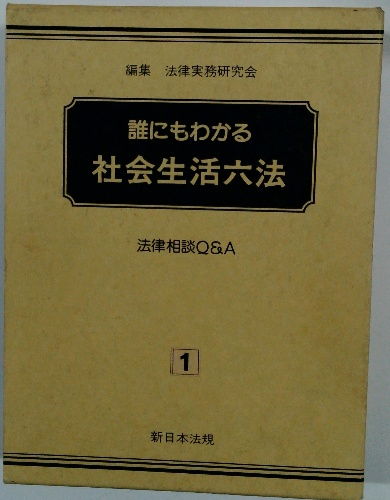 編集 法律実務研究会
誰にもわかる
社会生活六法
法律相談Q&A
1
新日本法規